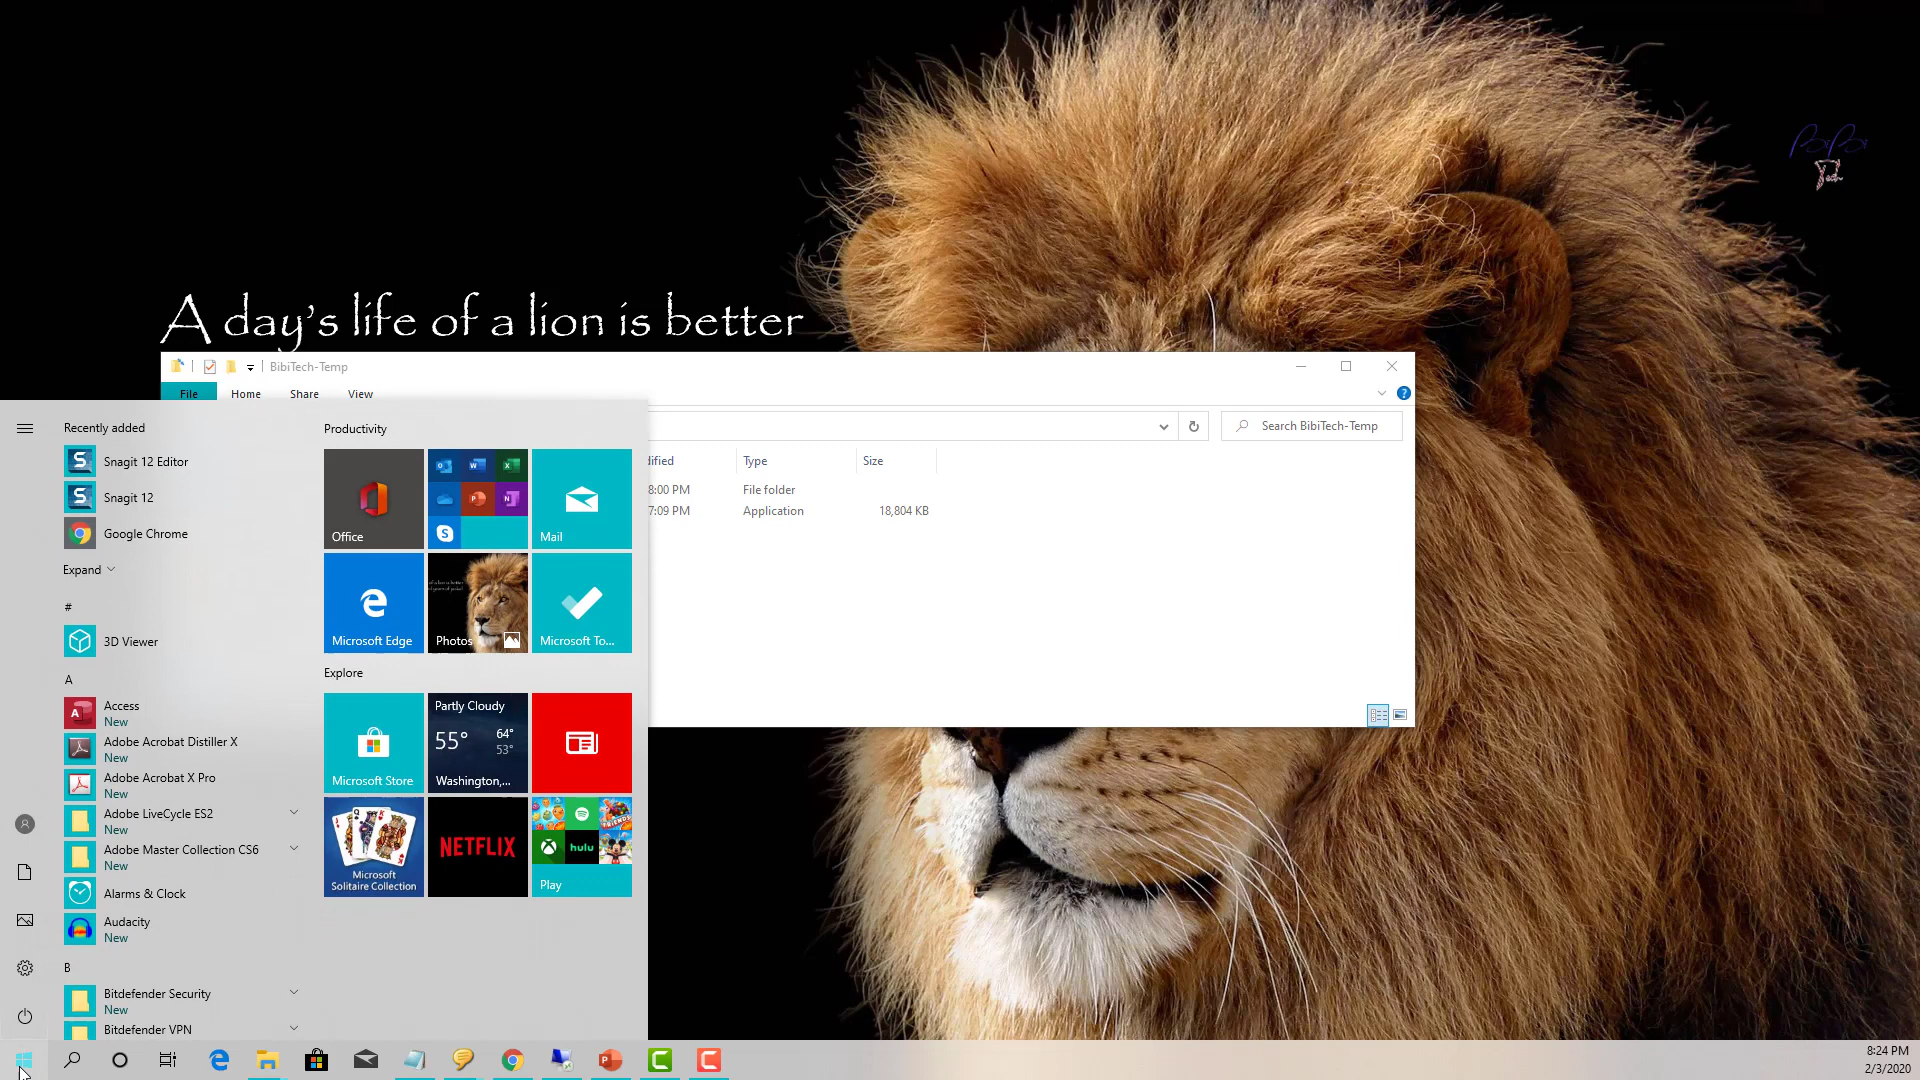 A day's life of a lion is better
BibiTech-Temp
File Home Share View
Search BibiTech-Temp
dified Type Size
8:00 PM File folder
7:09 PM Application 18,804 KB
Recently added
Snagit 12 Editor
Snagit 12
Google Chrome
Expand
#
3D Viewer
A
Access
New
Adobe Acrobat Distiller X
New
Adobe Acrobat X Pro
New
Adobe LiveCycle ES2
New
Adobe Master Collection CS6
New
Alarms & Clock
Audacity
New
B
Bitdefender Security
New
Bitdefender VPN
Productivity
Office
Mail
Microsoft Edge
Photos
Microsoft To...
Explore
Microsoft Store
Partly Cloudy
55° 64°
53°
Washington,...
Microsoft
Solitaire Collection
NETFLIX
hulu
Play
8:24 PM
2/3/2020